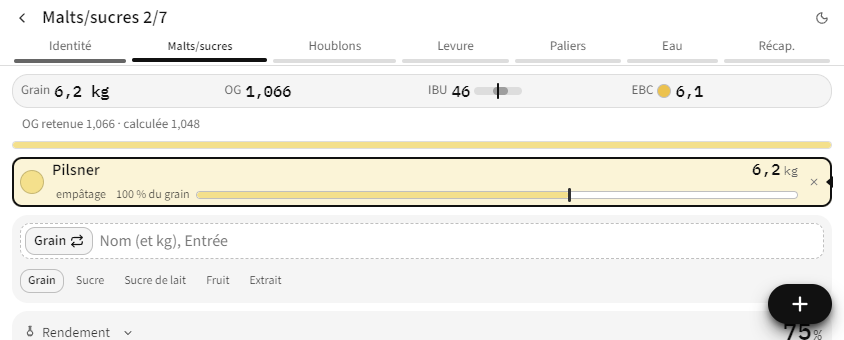 Malts/sucres 2/7
Identité
Malts/sucres
Houblons
Levure
Paliers
Eau
Récap.
Grain 6,2 kg
OG 1,066
IBU 46
EBC 6,1
OG retenue 1,066 · calculée 1,048
Pilsner
6,2 kg
empâtage 100 % du grain
×
Grain Nom (et kg), Entrée
Grain Sucre Sucre de lait Fruit Extrait
+
Rendement
75 %